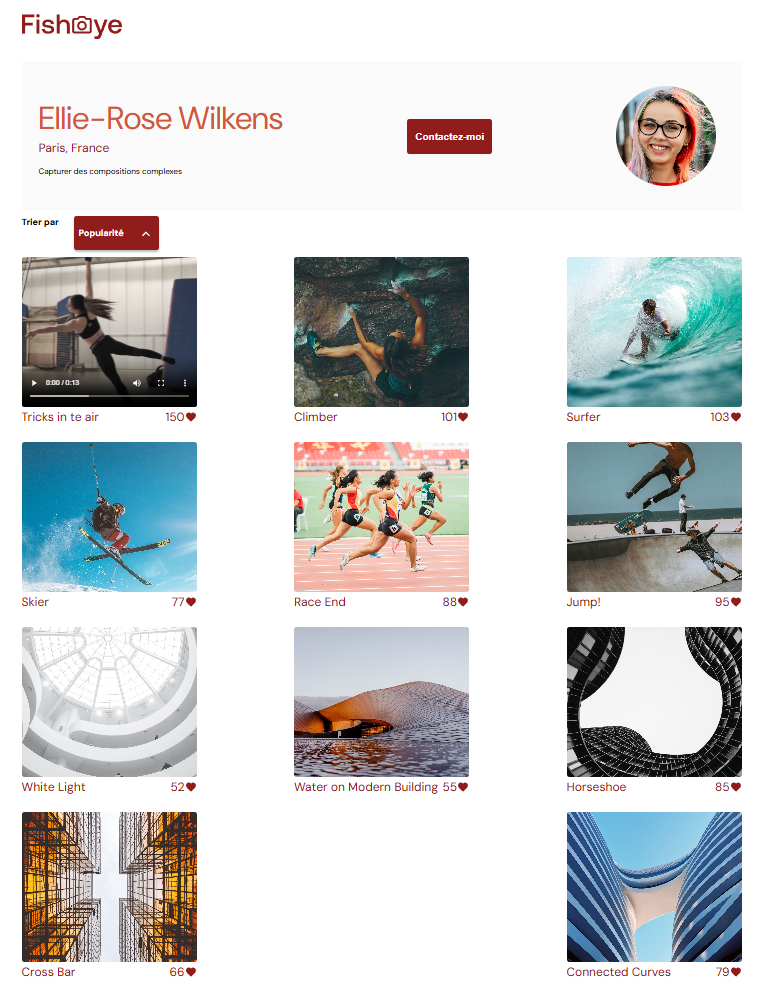 Fish ye
Ellie-Rose Wilkens
Paris, France
Capturer des compositions complexes
Contactez-moi
Trier par
Popularité
0:00 / 0:13
Tricks in te air 150
Climber 101
Surfer 103
Skier 77
Race End 88
Jump! 95
White Light 52
Water on Modern Building 55
Horseshoe 85
Cross Bar 66
Connected Curves 79